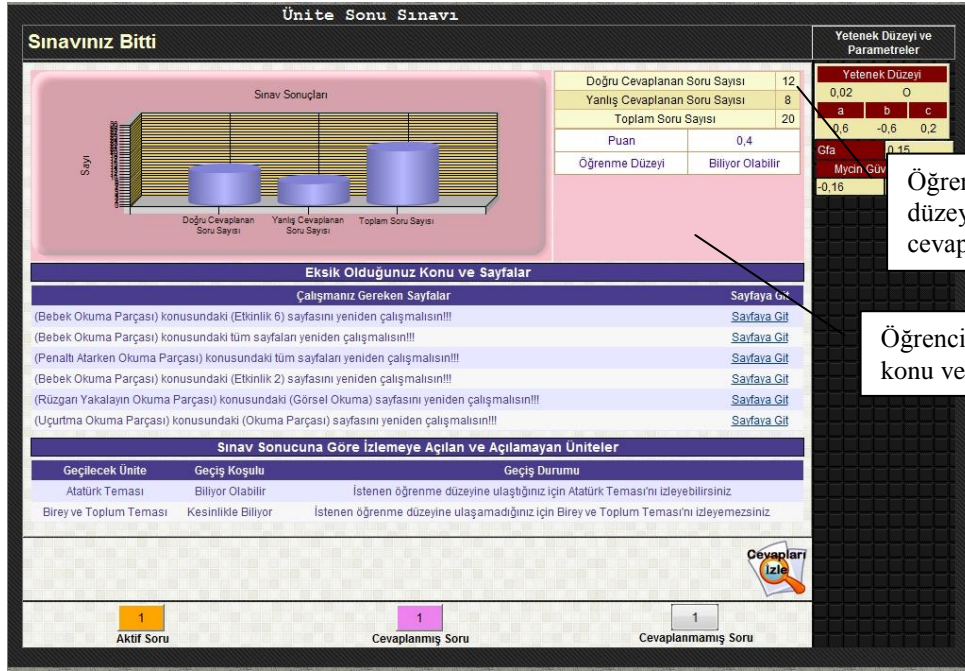 Ünite Sonu Sınavı
Sınavınız Bitti
Sınav Sonuçları
Sayı
Doğru Cevaplanan Soru Sayısı
Yanlış Cevaplanan Soru Sayısı
Toplam Soru Sayısı
Doğru Cevaplanan Soru Sayısı 12
Yanlış Cevaplanan Soru Sayısı 8
Toplam Soru Sayısı 20
Puan 0,4
Öğrenme Düzeyi Biliyor Olabilir
Yetenek Düzeyi ve
Parametreler
Yetenek Düzeyi
0,02 O
a b c
0,6 -0,6 0,2
Gfa 0,15
Mycin
-0,16
Eksik Olduğunuz Konu ve Sayfalar
Çalışmanız Gereken Sayfalar Sayfaya Git
(Bebek Okuma Parçası) konusundaki (Etkinlik 6) sayfasını yeniden çalışmalısın!!! Sayfaya Git
(Bebek Okuma Parçası) konusundaki tüm sayfaları yeniden çalışmalısın!!! Sayfaya Git
(Penaltı Atarken Okuma Parçası) konusundaki tüm sayfaları yeniden çalışmalısın!!! Sayfaya Git
(Bebek Okuma Parçası) konusundaki (Etkinlik 2) sayfasını yeniden çalışmalısın!!! Sayfaya Git
(Rüzgarı Yakalayın Okuma Parçası) konusundaki (Görsel Okuma) sayfasını yeniden çalışmalısın!!! Sayfaya Git
(Uçurtma Okuma Parçası) konusundaki (Okuma Parçası) sayfasını yeniden çalışmalısın!!! Sayfaya Git
Sınav Sonucuna Göre İzlemeye Açılan ve Açılamayan Üniteler
Geçilecek Ünite Geçiş Koşulu Geçiş Durumu
Atatürk Teması Biliyor Olabilir İstenen öğrenme düzeyine ulaştığınız için Atatürk Teması'nı izleyebilirsiniz
Birey ve Toplum Teması Kesinlikle Biliyor İstenen öğrenme düzeyine ulaşamadığınız için Birey ve Toplum Teması'nı izleyemezsiniz
Cevapları
İzle
1 1 1
Aktif Soru Cevaplanmış Soru Cevaplanmamış Soru
Öğren
düzey
cevap
Öğrenci
konu ve